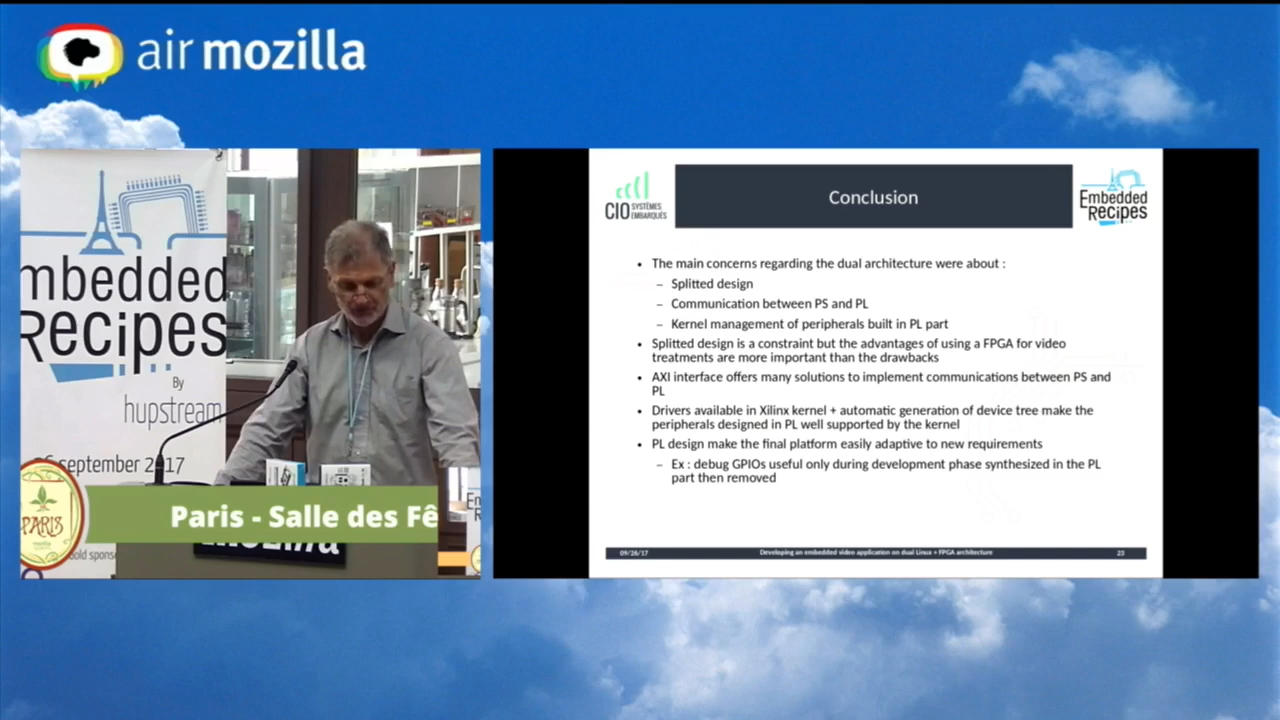 air mozilla
mbedded
Recipes
By
hupstream
september 2 17
PARIS
mozilla
Paris - Salle des Fê
old spons
CIO SYSTÈMES
EMBARQUÉS
Conclusion
Embedded
Recipes
• The main concerns regarding the dual architecture were about :
– Splitted design
– Communication between PS and PL
– Kernel management of peripherals built in PL part
• Splitted design is a constraint but the advantages of using a FPGA for video
treatments are more important than the drawbacks
• AXI interface offers many solutions to implement communications between PS and
PL
• Drivers available in Xilinx kernel + automatic generation of device tree make the
peripherals designed in PL well supported by the kernel
• PL design make the final platform easily adaptive to new requirements
– Ex : debug GPIOs useful only during development phase synthesized in the PL
part then removed
09/26/17 Developing an embedded video application on dual Linux + FPGA architecture 23